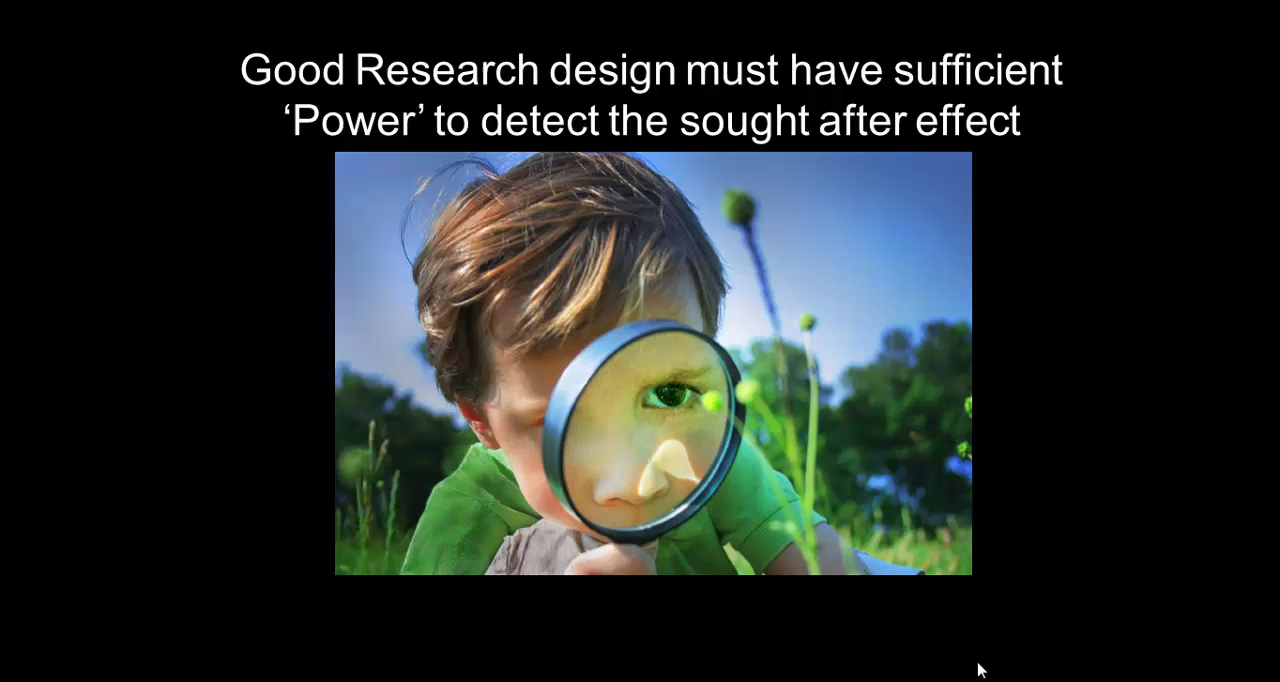 Good Research design must have sufficient
‘Power’ to detect the sought after effect